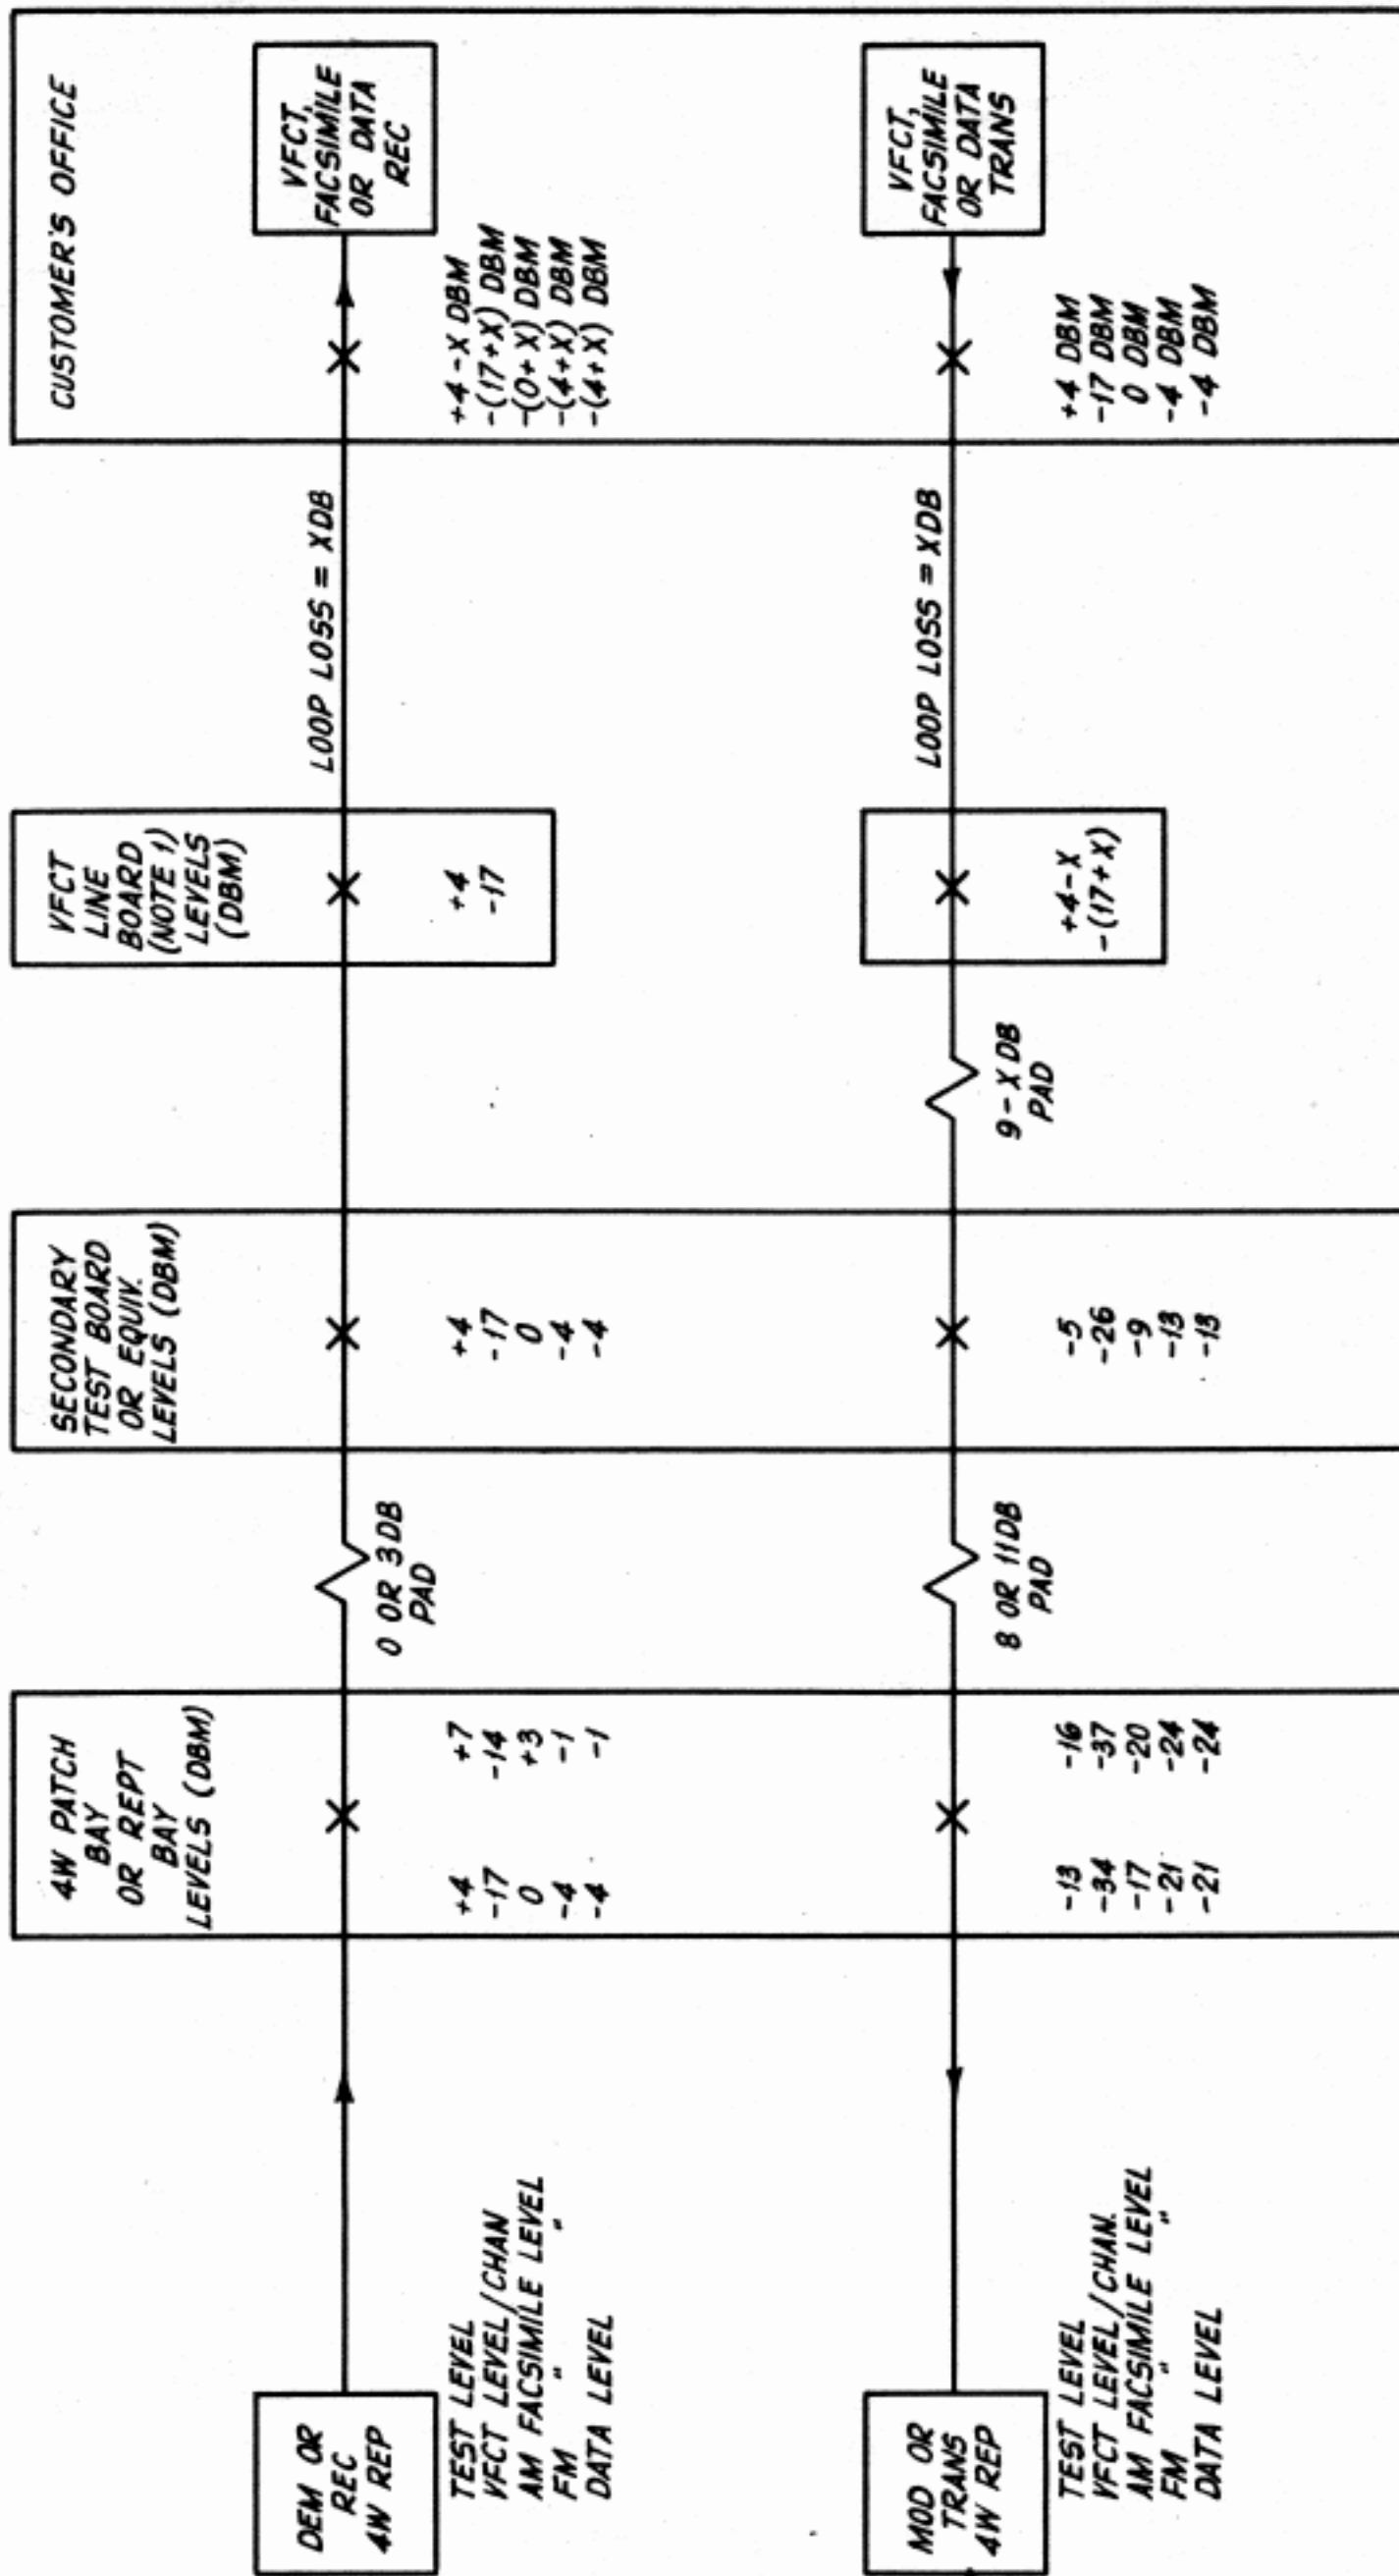 4W PATCH
BAY
OR REPT
BAY
LEVELS (DBM)
SECONDARY
TEST BOARD
OR EQUIV.
LEVELS (DBM)
VFCT
LINE
BOARD
(NOTE 1)
LEVELS
(DBM)
CUSTOMER'S OFFICE
DEM OR
REC
4W REP
0 OR 3DB
PAD
LOOP LOSS = XDB
VFCT,
FACSIMILE
OR DATA
REC
TEST LEVEL +4 +7 +4 +4 +4-X DBM
VFCT LEVEL/CHAN -17 -14 -17 -17 -(17+X) DBM
AM FACSIMILE LEVEL 0 +3 0 -(0+X) DBM
FM " " -4 -1 -4 -(4+X) DBM
DATA LEVEL -4 -1 -4 -(4+X) DBM
MOD OR
TRANS
4W REP
8 OR 11DB
PAD
9-XDB
PAD
LOOP LOSS = XDB
VFCT,
FACSIMILE
OR DATA
TRANS
TEST LEVEL -13 -16 -5 +4-X +4 DBM
VFCT LEVEL/CHAN. -34 -37 -26 -(17+X) -17 DBM
AM FACSIMILE LEVEL -17 -20 -9 0 DBM
FM " " -21 -24 -13 -4 DBM
DATA LEVEL -21 -24 -13 -4 DBM